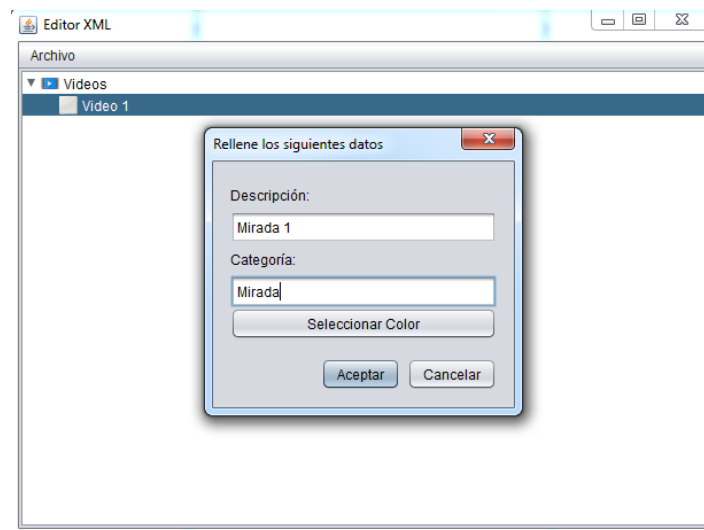 Editor XML
Archivo
Videos
Video 1
Rellene los siguientes datos
Descripción:
Mirada 1
Categoría:
Mirada
Seleccionar Color
Aceptar Cancelar